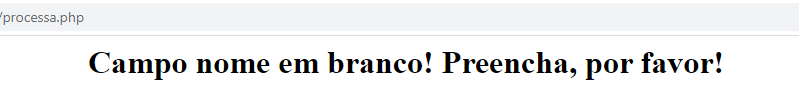 /processa.php
Campo nome em branco! Preencha, por favor!